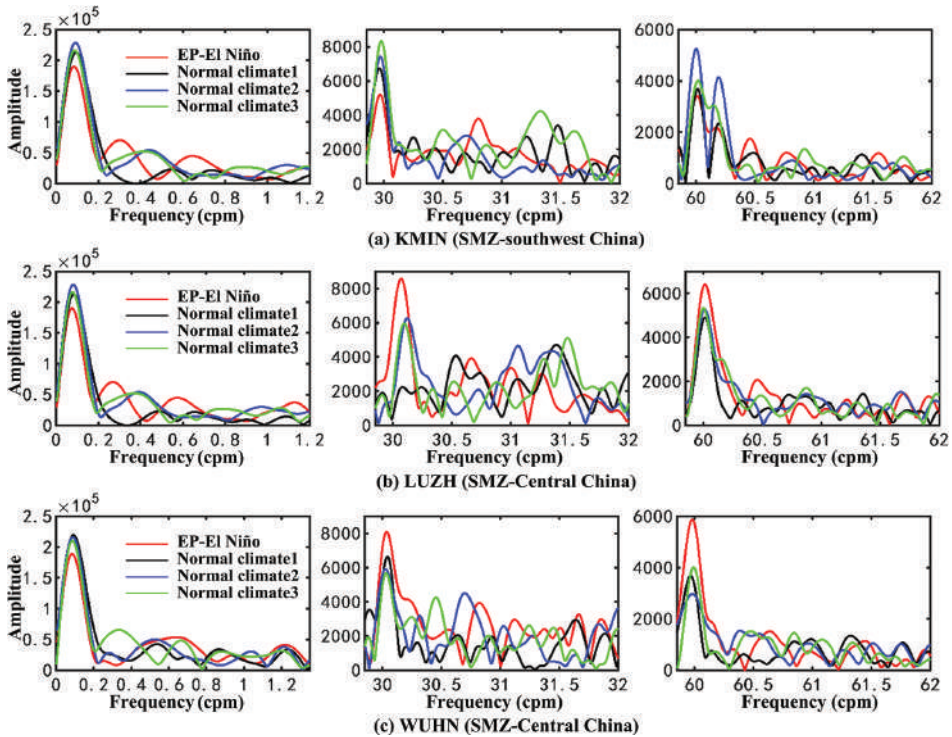 ×10⁵
2.5
2
1.5
1
0.5
0
Amplitude
EP-El Niño
Normal climate1
Normal climate2
Normal climate3
0 0.2 0.4 0.6 0.8 1 1.2
Frequency (cpm)
8000
6000
4000
2000
0
30 30.5 31 31.5 32
Frequency (cpm)
6000
4000
2000
0
60 60.5 61 61.5 62
Frequency (cpm)
(a) KMIN (SMZ-southwest China)
×10⁵
2.5
2
1.5
1
0.5
0
Amplitude
EP-El Niño
Normal climate1
Normal climate2
Normal climate3
0 0.2 0.4 0.6 0.8 1 1.2
Frequency (cpm)
8000
6000
4000
2000
0
30 30.5 31 31.5 32
Frequency (cpm)
6000
4000
2000
0
60 60.5 61 61.5 62
Frequency (cpm)
(b) LUZH (SMZ-Central China)
×10⁵
2.5
2
1.5
1
0.5
0
Amplitude
EP-El Niño
Normal climate1
Normal climate2
Normal climate3
0 0.2 0.4 0.6 0.8 1 1.2
Frequency (cpm)
8000
6000
4000
2000
0
30 30.5 31 31.5 32
Frequency (cpm)
6000
4000
2000
0
60.5 61 61.5 62
Frequency (cpm)
(c) WUHN (SMZ-Central China)